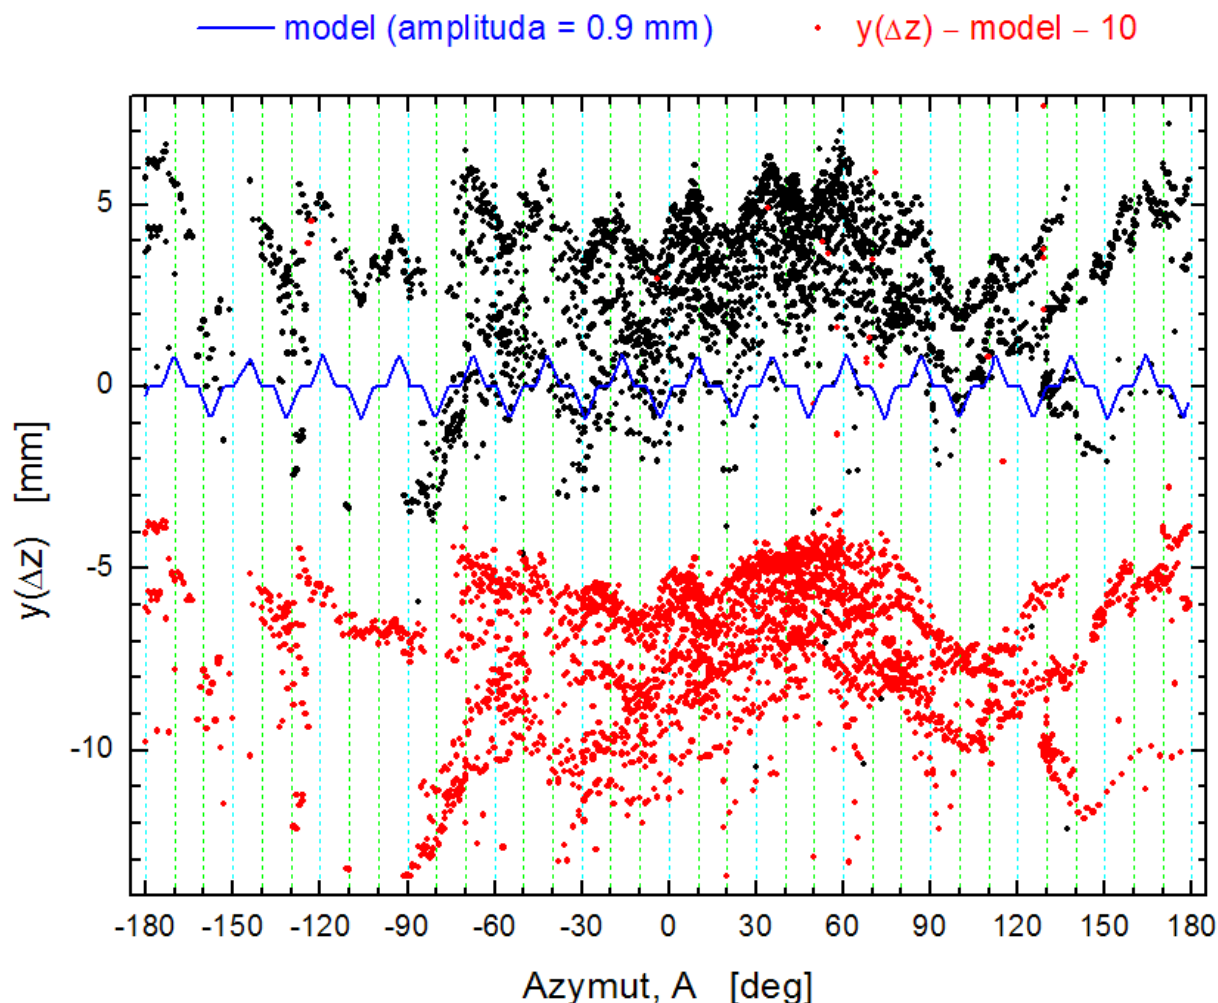 model (amplituda = 0.9 mm) y(Δz) – model – 10
5
0
-5
-10
y(Δz) [mm]
-180 -150 -120 -90 -60 -30 0 30 60 90 120 150 180
Azymut, A [deg]